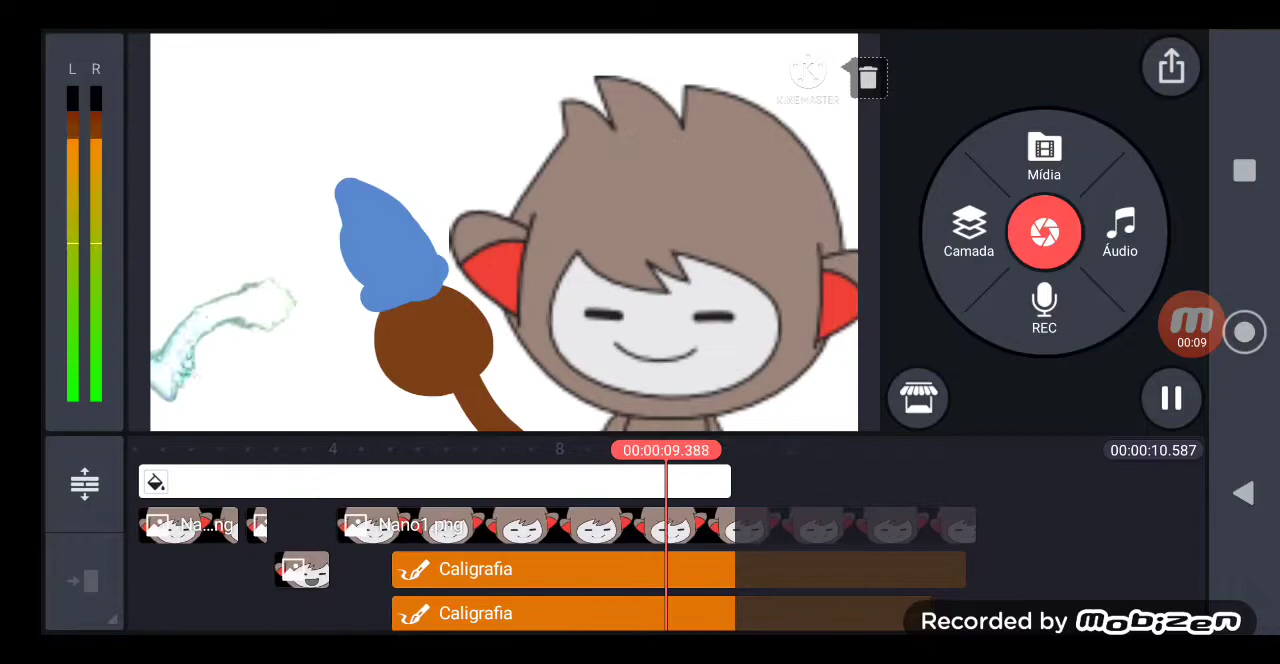 L R
KINEMASTER
Mídia
Camada
Áudio
REC
00:09
4
8
00:00:09.388
00:00:10.587
Na...ng
Nano1.png
Caligrafia
Caligrafia
Recorded by Mobizen